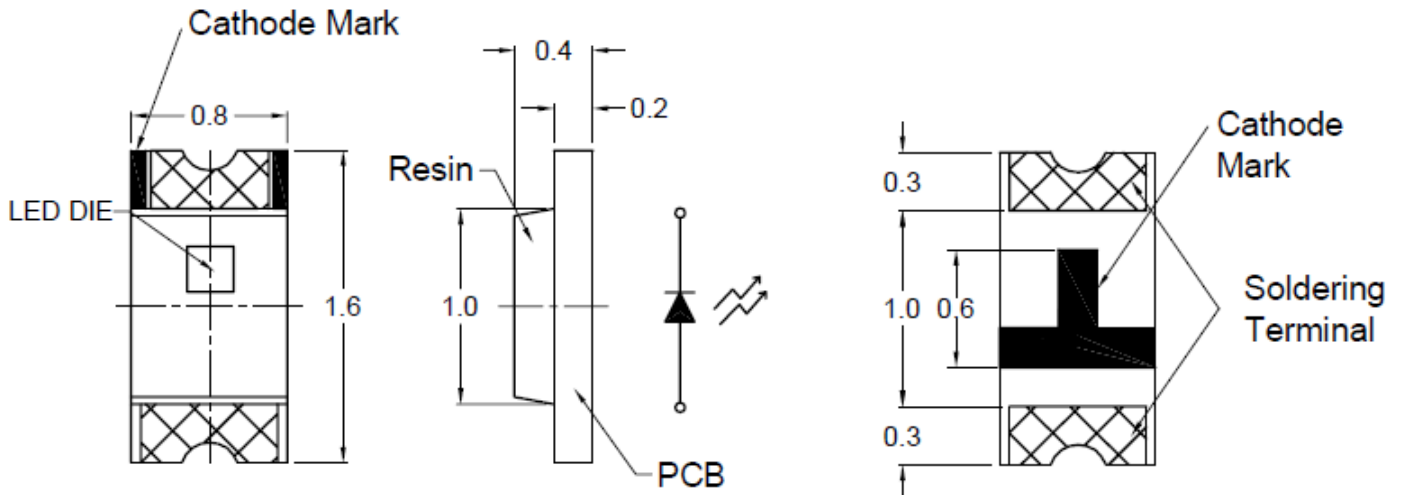 Cathode Mark
0.4
0.8
0.2
Cathode
Mark
Resin
0.3
LED DIE
1.6
1.0
1.0
0.6
Soldering
Terminal
0.3
PCB